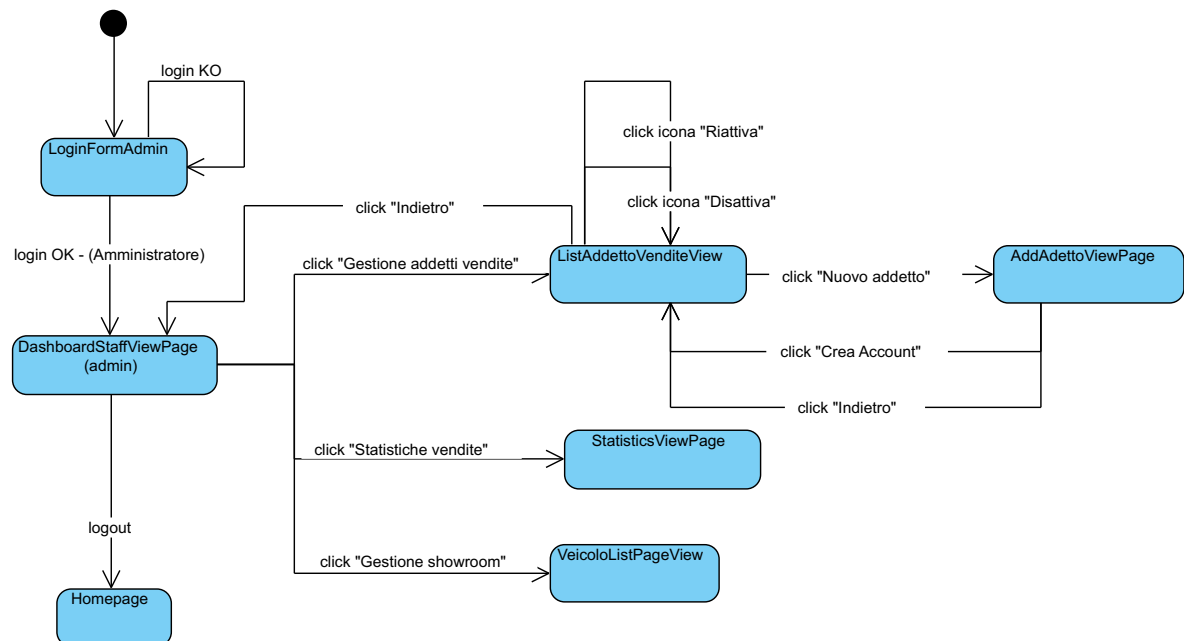 login KO
LoginFormAdmin
click icona "Riattiva"
click icona "Disattiva"
click "Indietro"
login OK - (Amministratore)
click "Gestione addetti vendite"
ListAddettoVenditeView
click "Nuovo addetto"
AddAdettoViewPage
DashboardStaffViewPage
(admin)
click "Crea Account"
click "Indietro"
click "Statistiche vendite"
StatisticsViewPage
logout
click "Gestione showroom"
VeicoloListPageView
Homepage